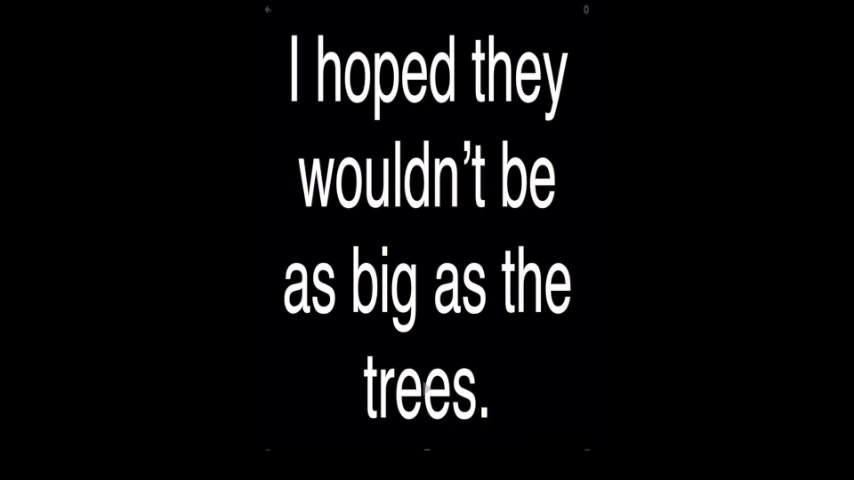 I hoped they
wouldn’t be
as big as the
trees.